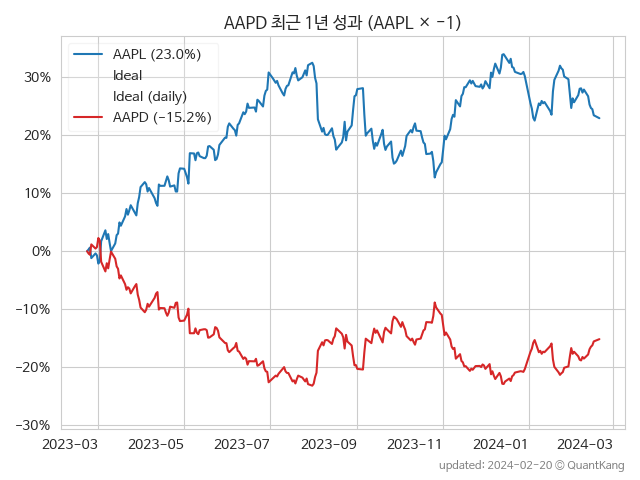 AAPD 최근 1년 성과 (AAPL × −1)
AAPL (23.0%)
Ideal
Ideal (daily)
AAPD (−15.2%)
30%
20%
10%
0%
−10%
−20%
−30%
2023−03 2023−05 2023−07 2023−09 2023−11 2024−01 2024−03
updated: 2024−02−20 © QuantKang